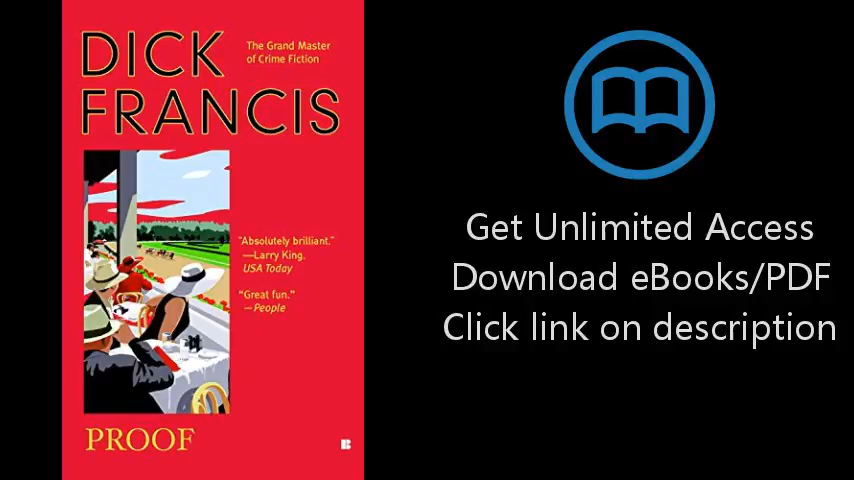 DICK
FRANCIS
The Grand Master
of Crime Fiction
"Absolutely brilliant."
—Larry King,
USA Today
"Great fun."
—People
PROOF
B
Get Unlimited Access
Download eBooks/PDF
Click link on description